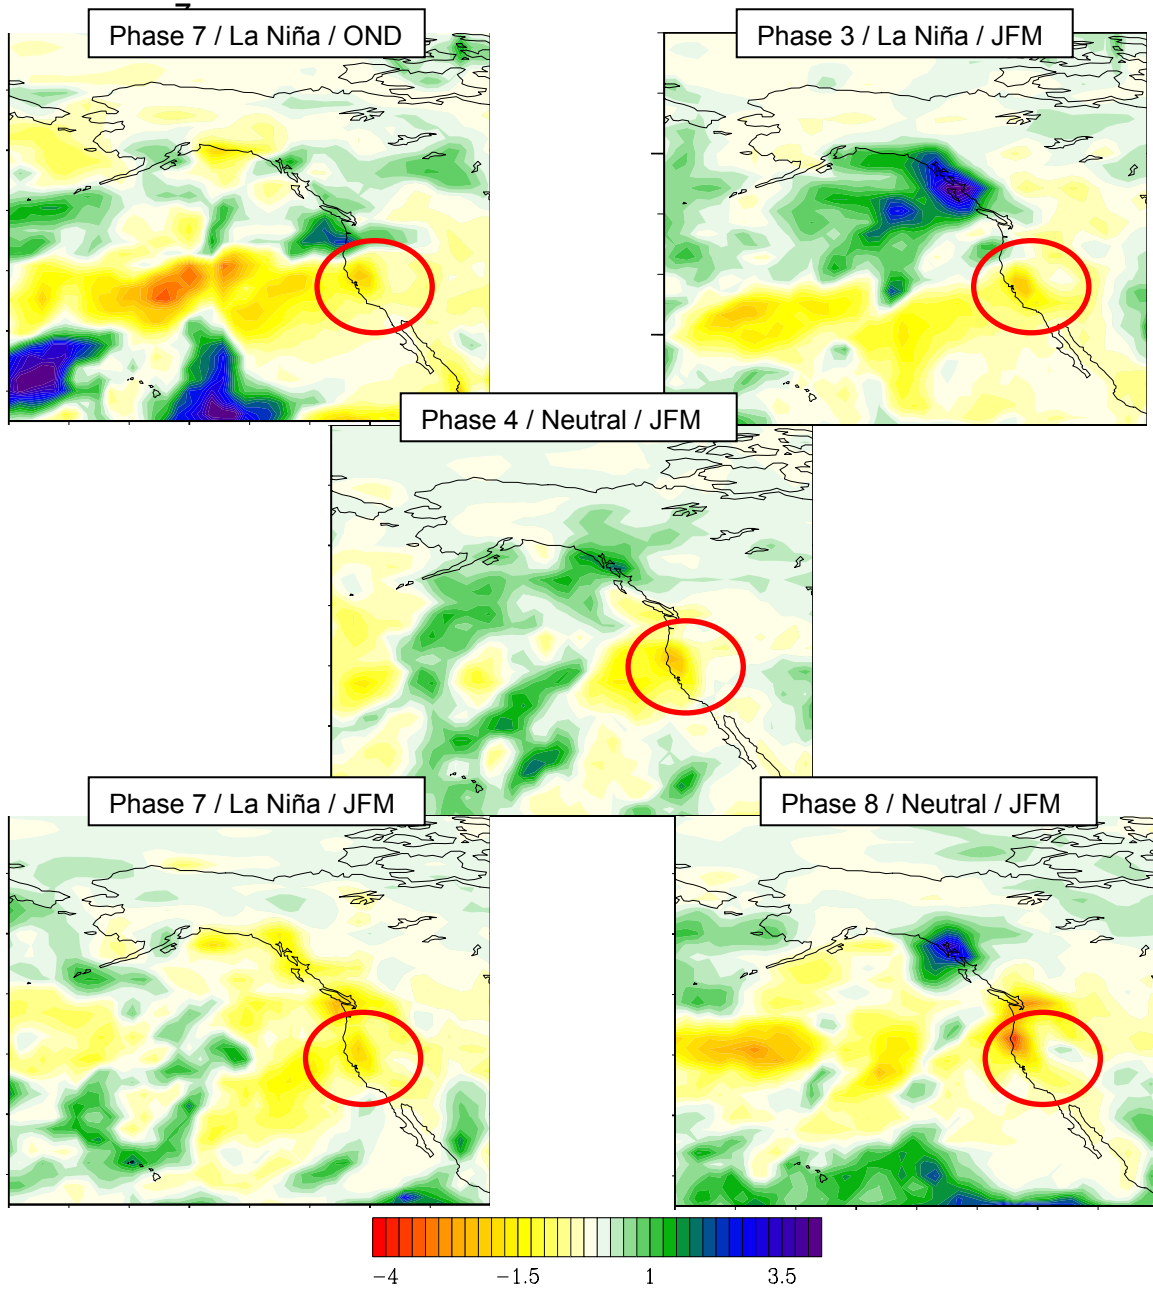 Phase 7 / La Niña / OND
Phase 3 / La Niña / JFM
Phase 4 / Neutral / JFM
Phase 7 / La Niña / JFM
Phase 8 / Neutral / JFM
−4 −1.5 1 3.5